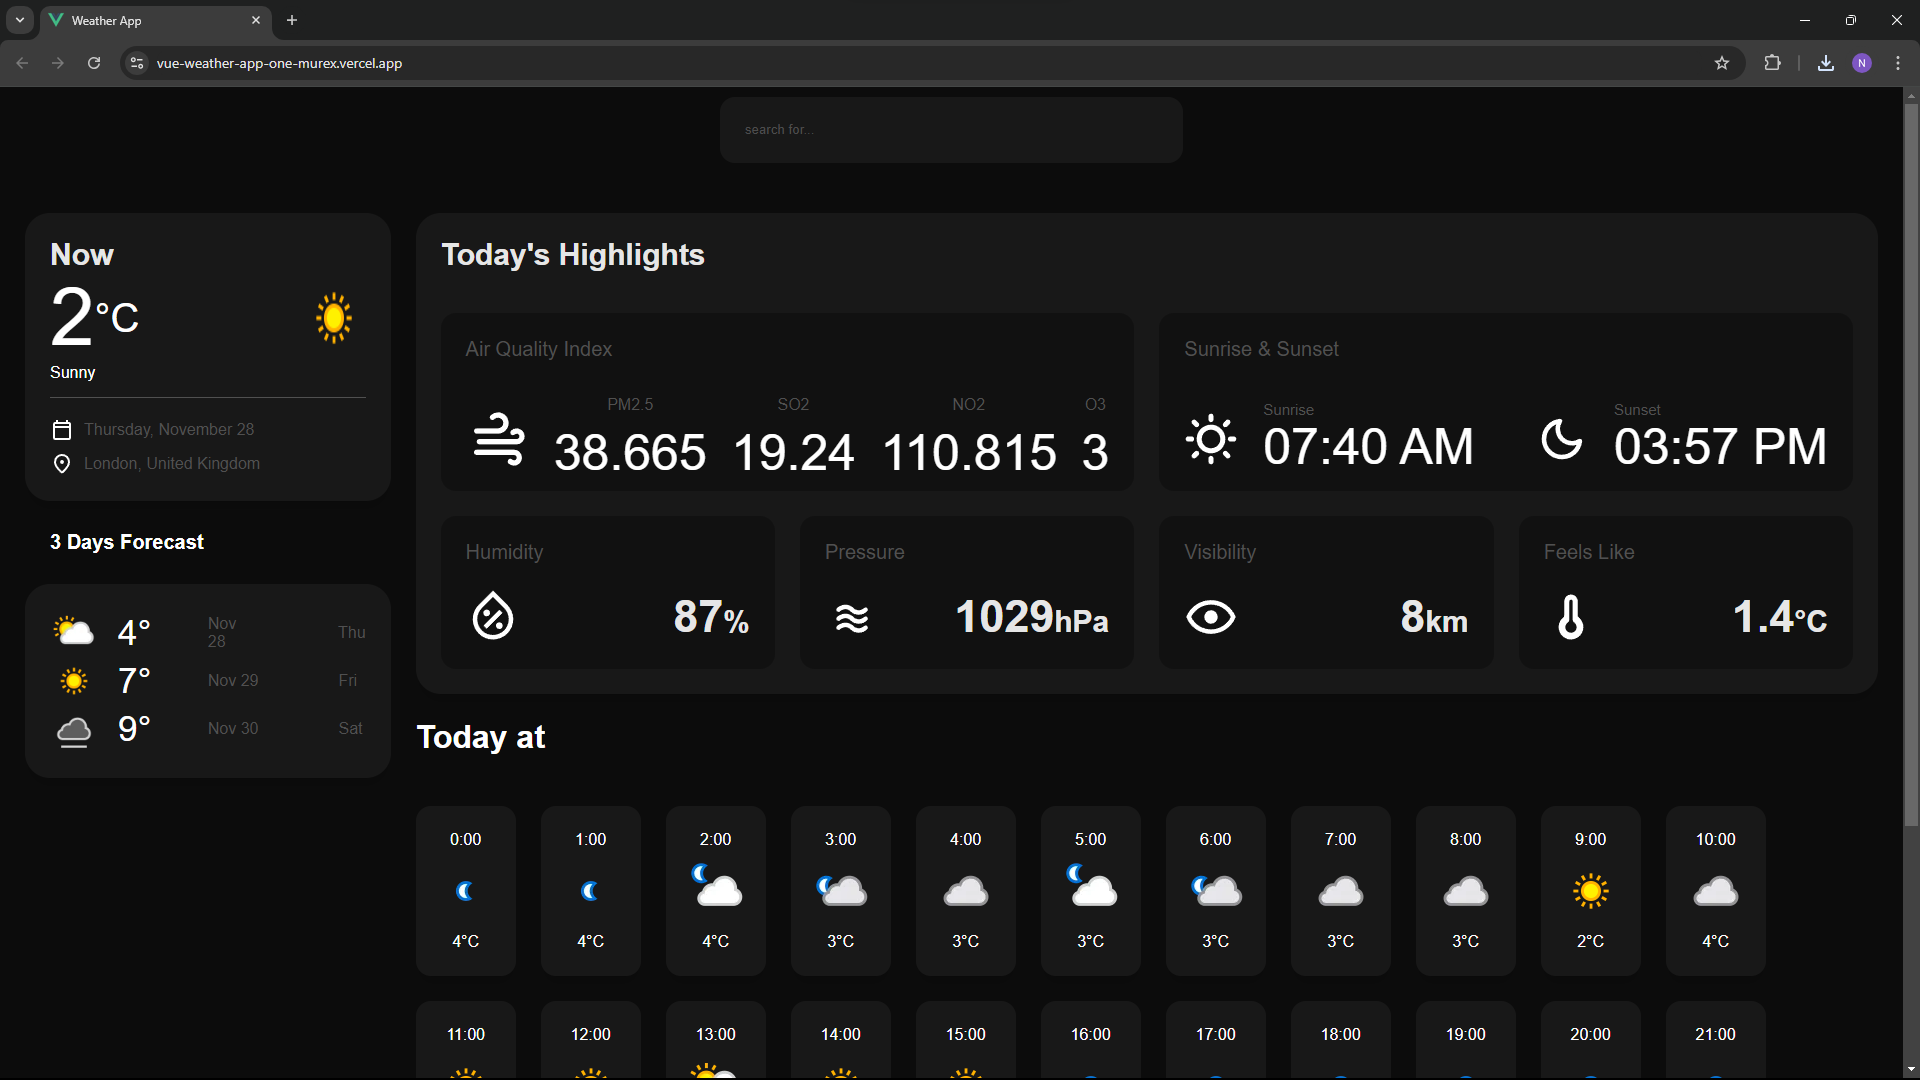 Weather App
vue-weather-app-one-murex.vercel.app
N
search for...
Now
2°C
Sunny
Thursday, November 28
London, United Kingdom
3 Days Forecast
4° Nov 28 Thu
7° Nov 29 Fri
9° Nov 30 Sat
Today's Highlights
Air Quality Index
PM2.5 SO2 NO2 O3
38.665 19.24 110.815 3
Sunrise & Sunset
Sunrise
07:40 AM
Sunset
03:57 PM
Humidity
87%
Pressure
1029hPa
Visibility
8km
Feels Like
1.4°C
Today at
0:00 1:00 2:00 3:00 4:00 5:00 6:00 7:00 8:00 9:00 10:00
4°C 4°C 4°C 3°C 3°C 3°C 3°C 3°C 3°C 2°C 4°C
11:00 12:00 13:00 14:00 15:00 16:00 17:00 18:00 19:00 20:00 21:00